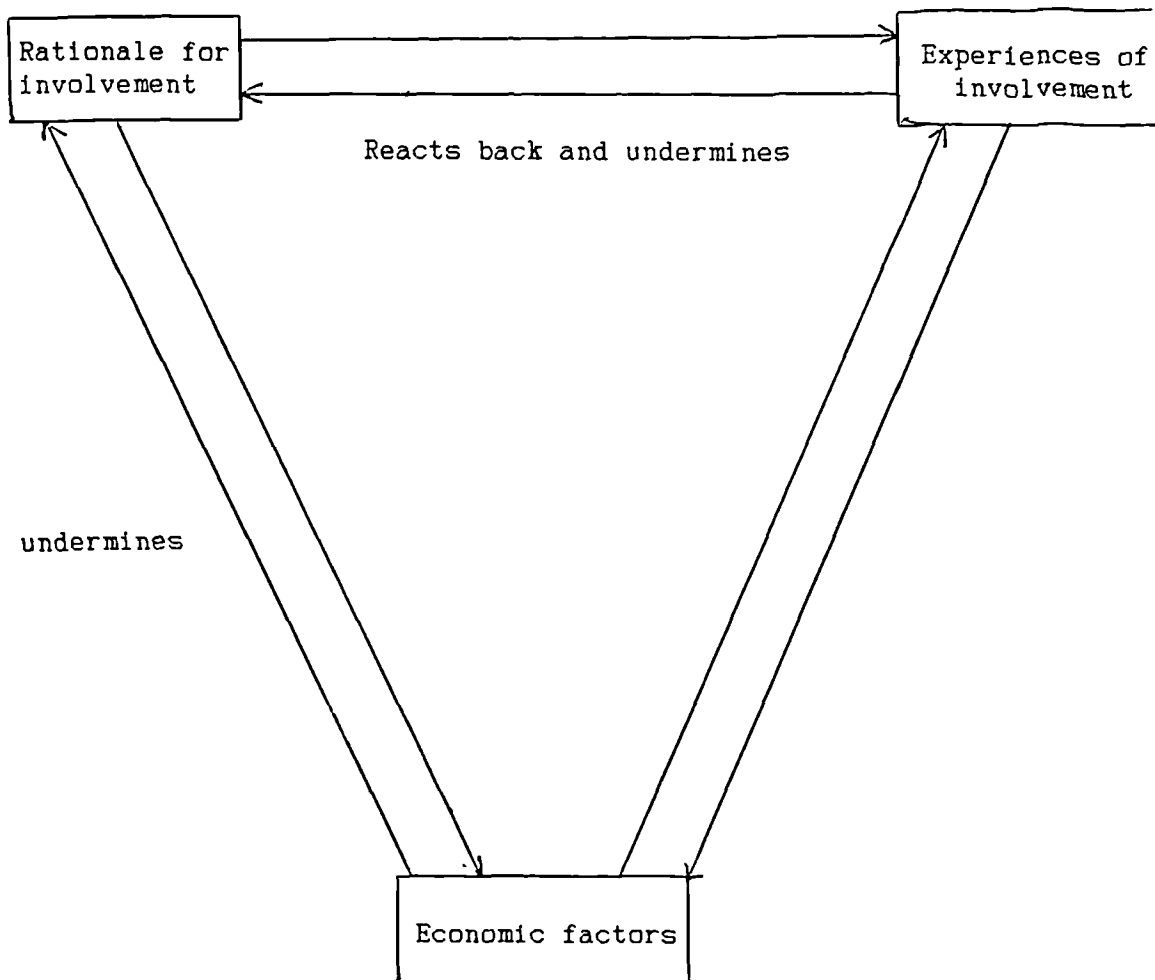 Rationale for
involvement
Experiences of
involvement
Reacts back and undermines
undermines
Economic factors